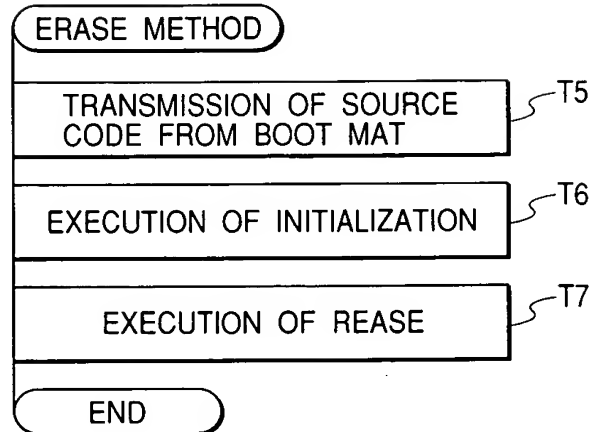 ERASE METHOD
TRANSMISSION OF SOURCE
CODE FROM BOOT MAT
T5
EXECUTION OF INITIALIZATION
T6
EXECUTION OF REASE
T7
END